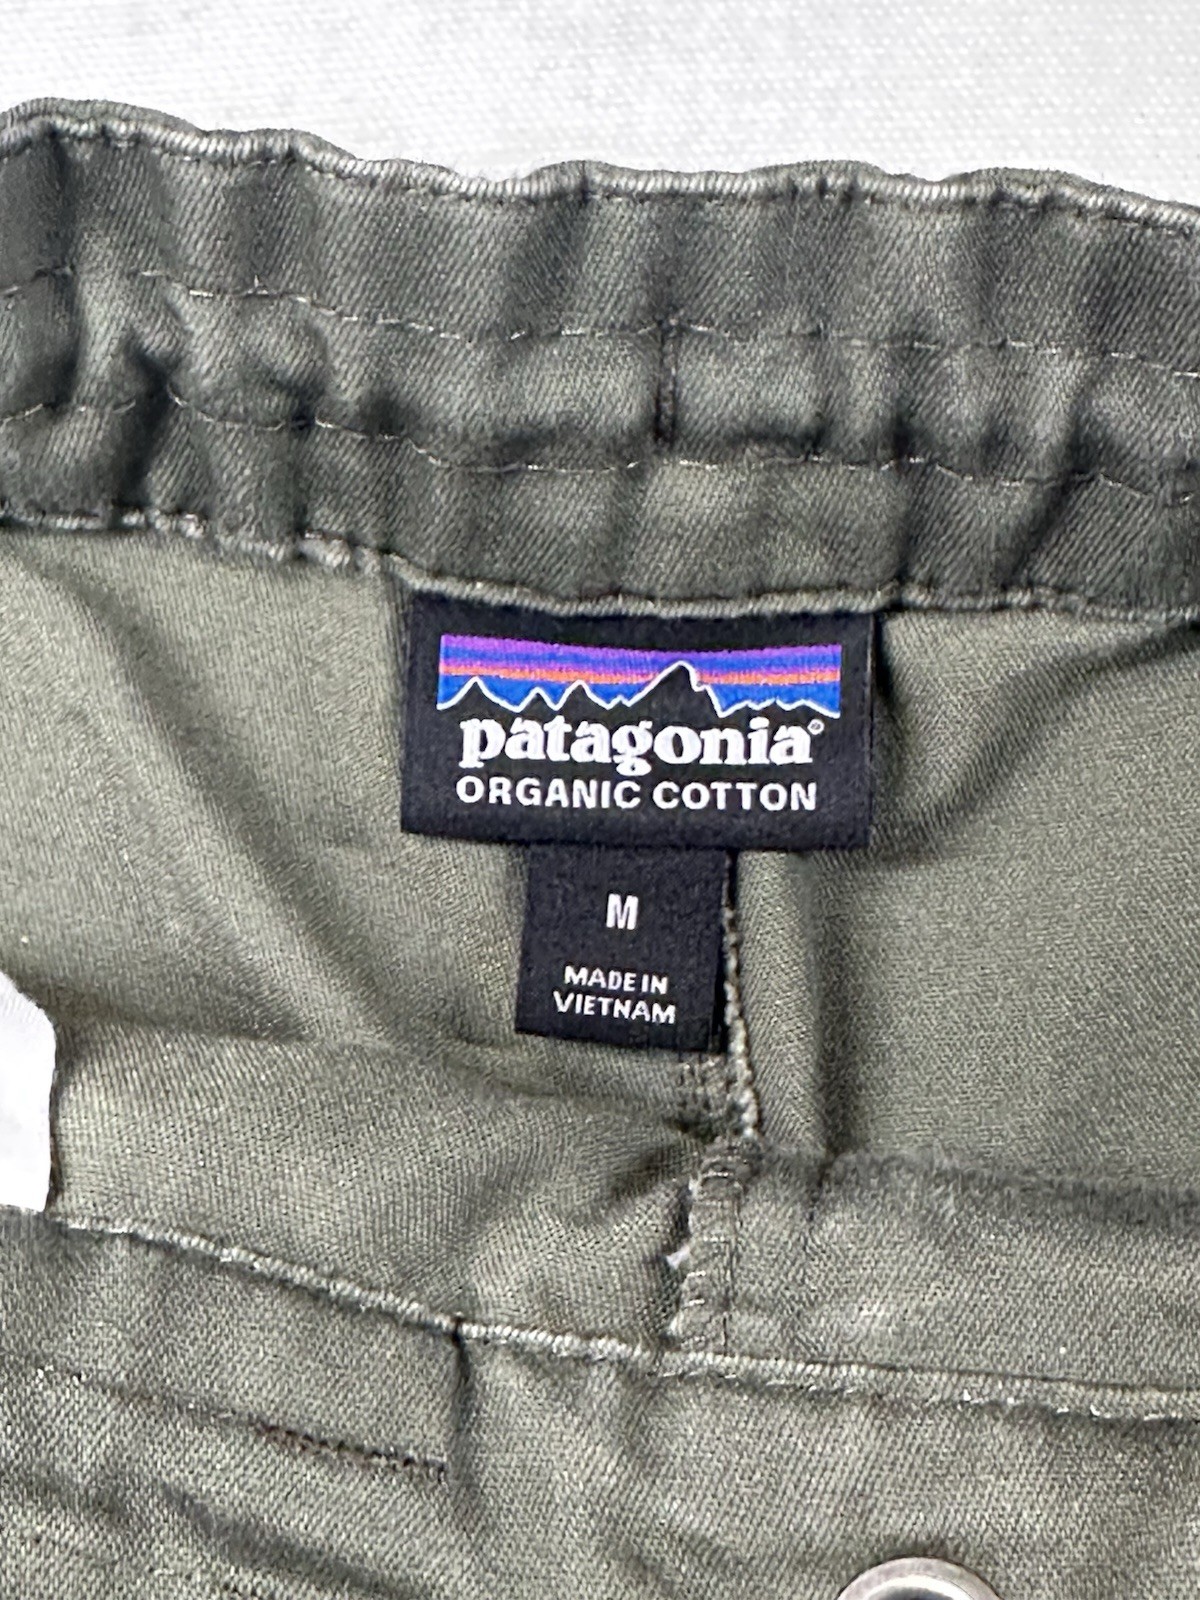 patagonia®
ORGANIC COTTON
M
MADE IN
VIETNAM